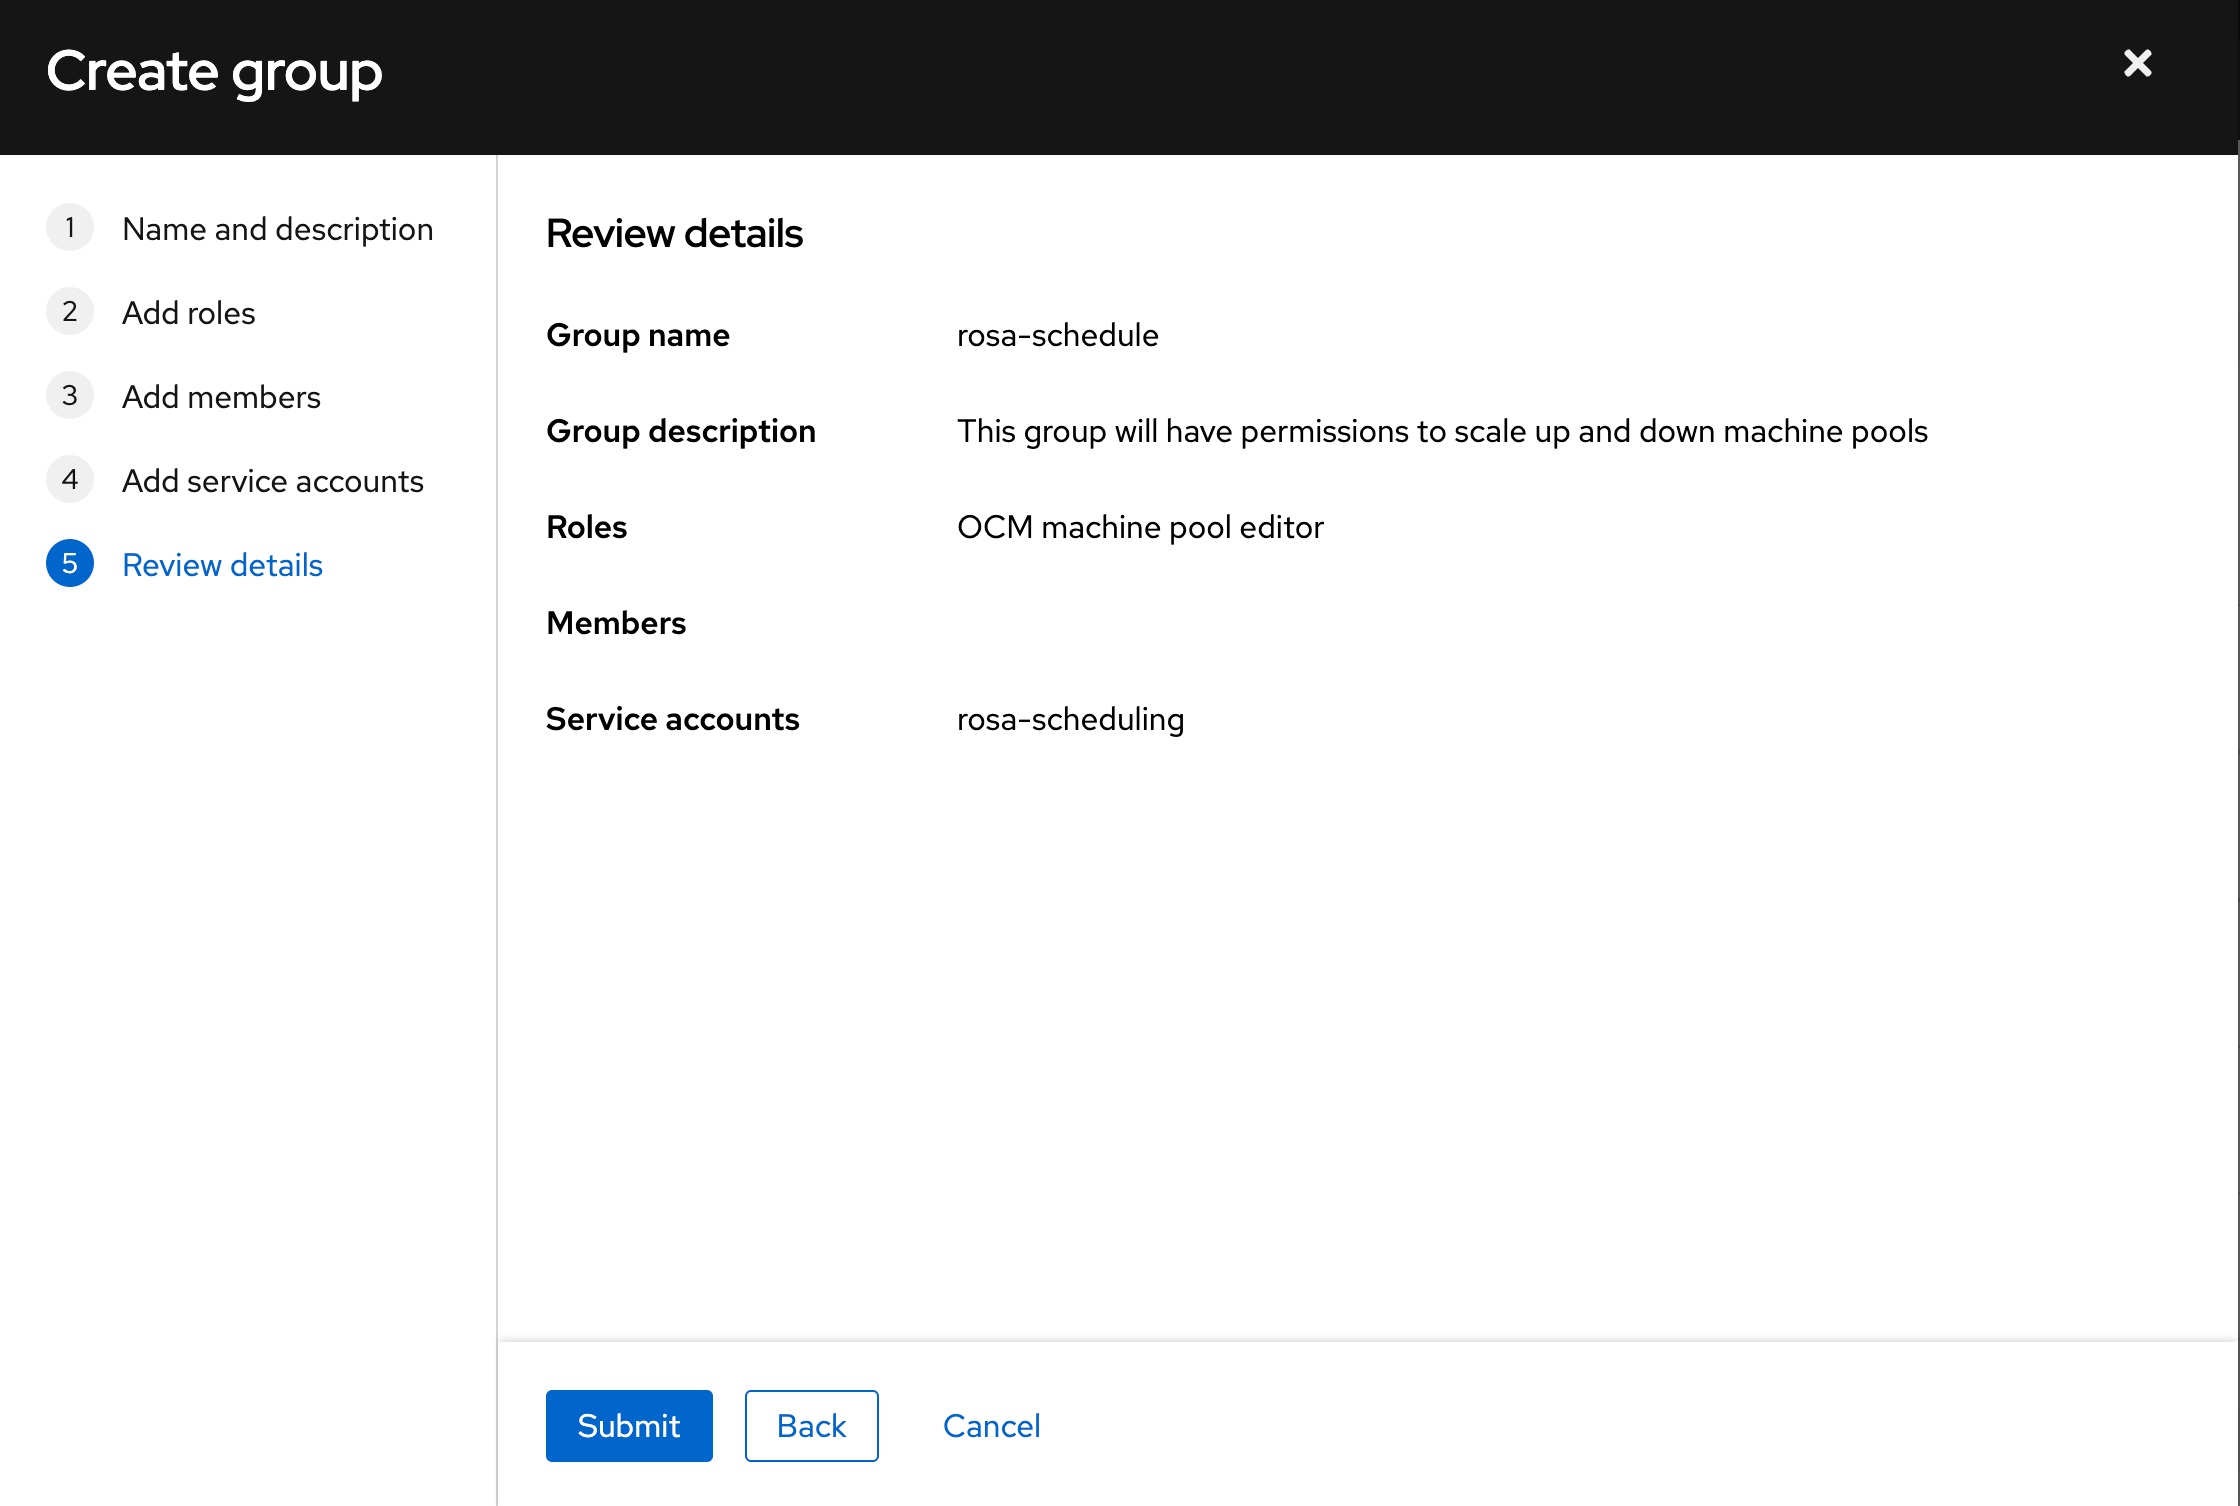 Create group
1 Name and description
2 Add roles
3 Add members
4 Add service accounts
5 Review details
Review details
Group name rosa-schedule
Group description This group will have permissions to scale up and down machine pools
Roles OCM machine pool editor
Members
Service accounts rosa-scheduling
Submit Back Cancel